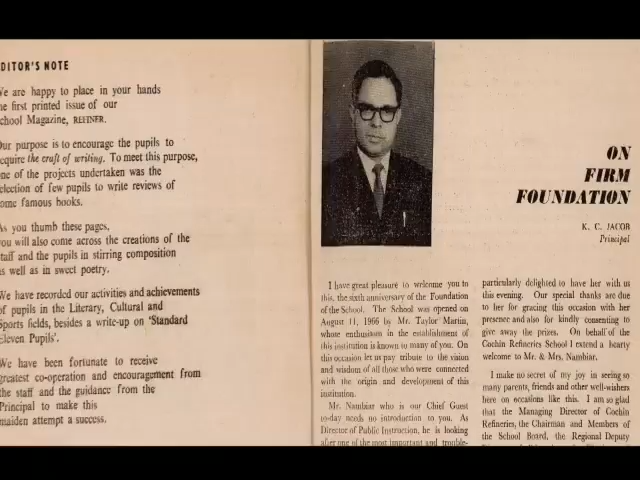 DITOR'S NOTE
We are happy to place in your hands
he first printed issue of our
chool Magazine, REFINER.
Our purpose is to encourage the pupils to
cquire the craft of writing. To meet this purpose,
one of the projects undertaken was the
election of few pupils to write reviews of
ome famous books.
As you thumb these pages,
you will also come across the creations of the
taff and the pupils in stirring composition
as well as in sweet poetry.
We have recorded our activities and achievements
of pupils in the Literary, Cultural and
Sports fields, besides a write-up on 'Standard
Eleven Pupils'.
We have been fortunate to receive
greatest co-operation and encouragement from
the staff and the guidance from the
Principal to make this
maiden attempt a success.
ON
FIRM
FOUNDATION
K. C. JACOB
Principal
I have great pleasure to welcome you to
this, the sixth anniversary of the Foundation
of the School. The School was opened on
August 11, 1966 by Mr. Taylor Martin,
whose enthusiasm in the establishment of
this institution is known to many of you. On
this occasion let us pay tribute to the vision
and wisdom of all those who were connected
with the origin and development of this
institution.
Mr. Nambiar who is our Chief Guest
to-day needs no introduction to you. As
Director of Public Instruction, he is looking
after one of the most important and trouble-
particularly delighted to have her with us
this evening. Our special thanks are due
to her for gracing this occasion with her
presence and also for kindly consenting to
give away the prizes. On behalf of the
Cochin Refineries School I extend a hearty
welcome to Mr. & Mrs. Nambiar.
I make no secret of my joy in seeing so
many parents, friends and other well-wishers
here on occasions like this. I am so glad
that the Managing Director of Cochin
Refineries, the Chairman and Members of
the School Board, the Regional Deputy